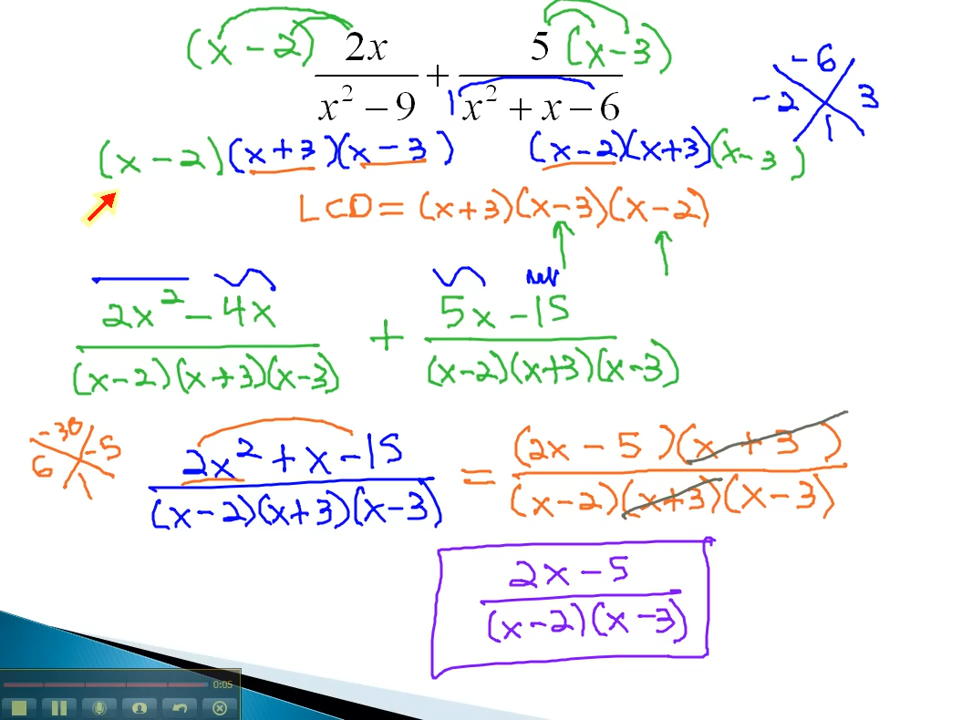 (x - 2) 2x/(x² - 9) + 5/(x² + x - 6) (x - 3)
1
-6
-2 3
1
(x - 2)(x + 3)(x - 3) (x - 2)(x + 3)(x - 3)
LCD = (x + 3)(x - 3)(x - 2)
(2x² - 4x)/((x - 2)(x + 3)(x - 3)) + (5x - 15)/((x - 2)(x + 3)(x - 3))
-30
6 -5
1
(2x² + x - 15)/((x - 2)(x + 3)(x - 3)) = ((2x - 5)(x + 3))/((x - 2)(x + 3)(x - 3))
(2x - 5)/((x - 2)(x - 3))
0:05